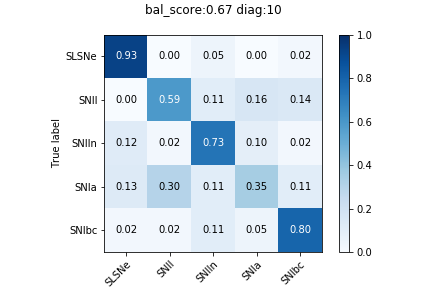 bal_score:0.67 diag:10
SLSNe 0.93 0.00 0.05 0.00 0.02
SNII 0.00 0.59 0.11 0.16 0.14
SNIIn 0.12 0.02 0.73 0.10 0.02
SNIa 0.13 0.30 0.11 0.35 0.11
SNIbc 0.02 0.02 0.11 0.05 0.80
SLSNe SNII SNIIn SNIa SNIbc
True label
1.0
0.8
0.6
0.4
0.2
0.0